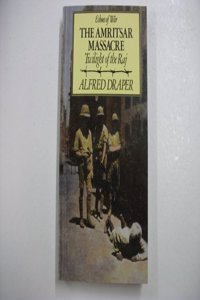 Echoes of War
THE AMRITSAR
MASSACRE
Twilight of the Raj
ALFRED DRAPER